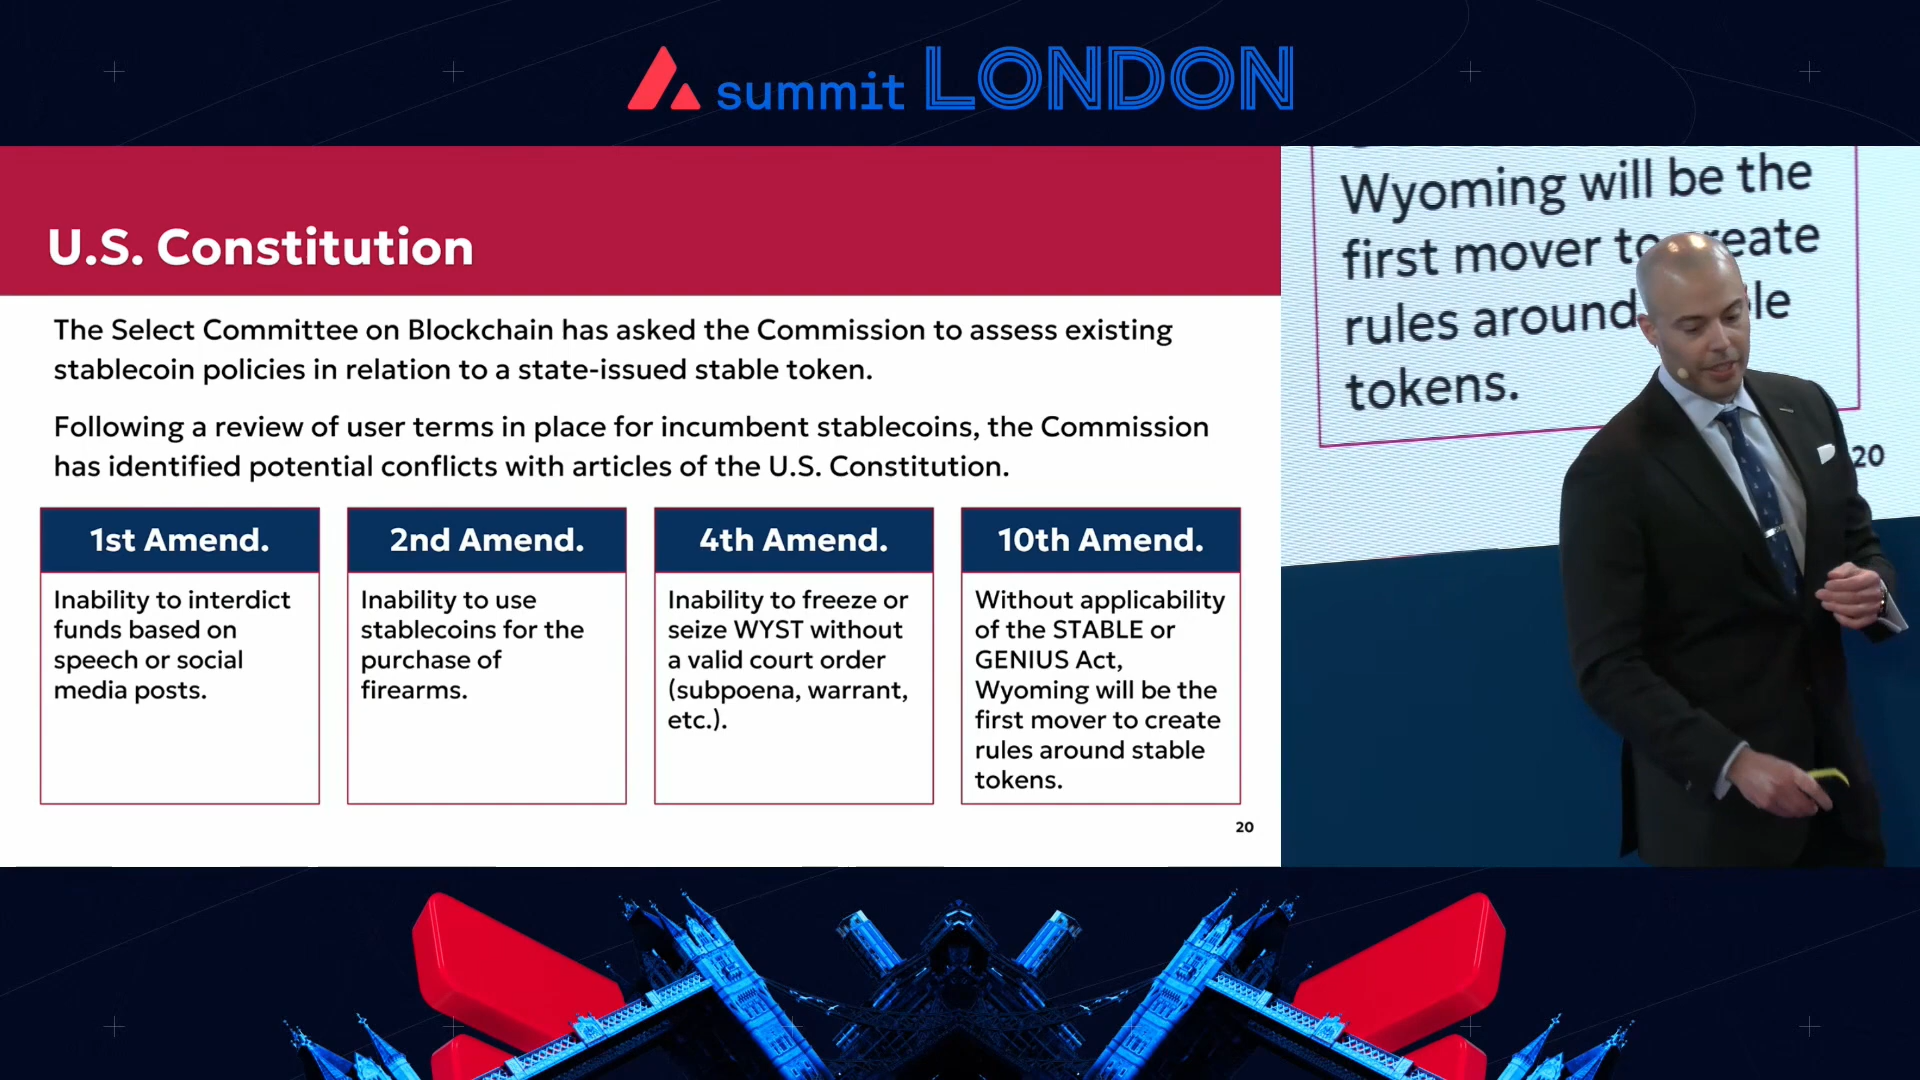 summit LONDON
U.S. Constitution
The Select Committee on Blockchain has asked the Commission to assess existing
stablecoin policies in relation to a state-issued stable token.
Following a review of user terms in place for incumbent stablecoins, the Commission
has identified potential conflicts with articles of the U.S. Constitution.
1st Amend.
Inability to interdict
funds based on
speech or social
media posts.
2nd Amend.
Inability to use
stablecoins for the
purchase of
firearms.
4th Amend.
Inability to freeze or
seize WYST without
a valid court order
(subpoena, warrant,
etc.).
10th Amend.
Without applicability
of the STABLE or
GENIUS Act,
Wyoming will be the
first mover to create
rules around stable
tokens.
20
Wyoming will be the
first mover to create
rules around
tokens.
20